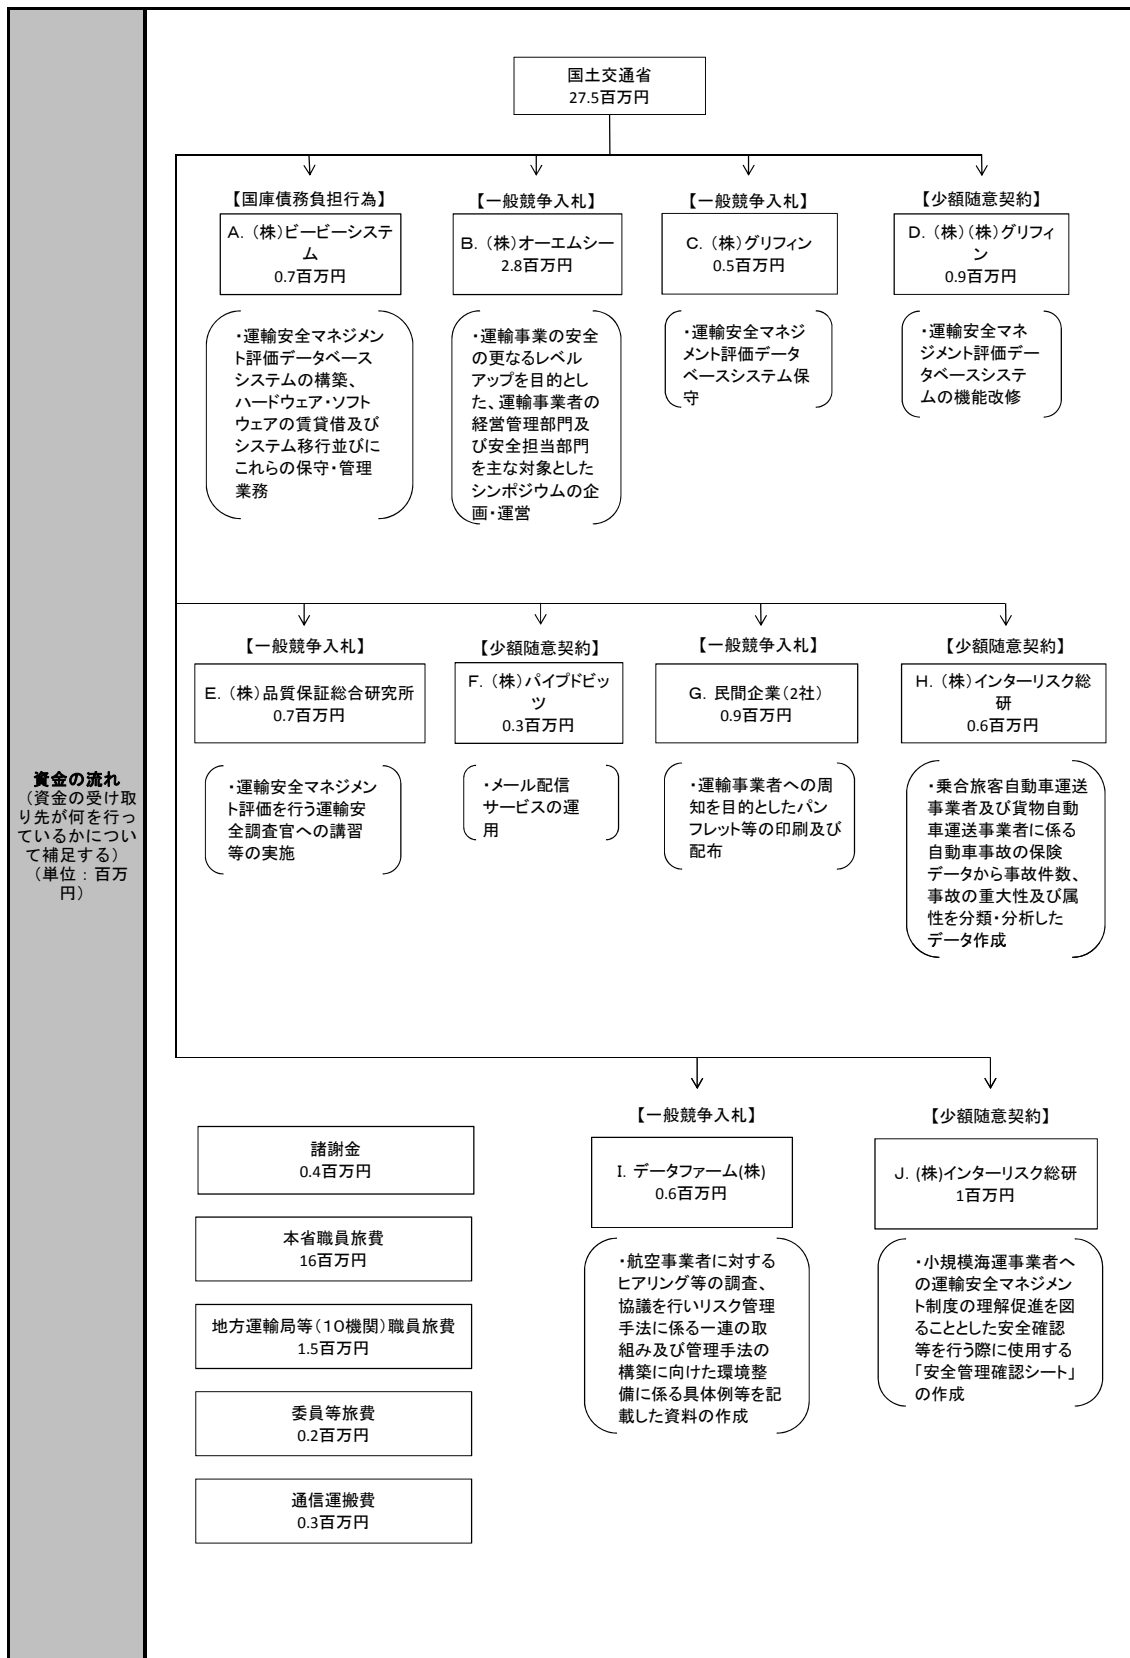 資金の流れ
（資金の受け取
り先が何を行っ
ているかについ
て補足する）
（単位：百万
円）
国土交通省
27.5百万円
【国庫債務負担行為】
A．（株）ビービーシステ
ム
0.7百万円
・運輸安全マネジメン
ト評価データベース
システムの構築、
ハードウェア・ソフト
ウェアの賃貸借及び
システム移行並びに
これらの保守・管理
業務
【一般競争入札】
B．（株）オーエムシー
2.8百万円
・運輸事業の安全
の更なるレベル
アップを目的とし
た、運輸事業者の
経営管理部門及
び安全担当部門
を主な対象とした
シンポジウムの企
画・運営
【一般競争入札】
C．（株）グリフィン
0.5百万円
・運輸安全マネジ
メント評価データ
ベースシステム保
守
【少額随意契約】
D．（株）（株）グリフィ
ン
0.9百万円
・運輸安全マネ
ジメント評価デー
タベースシステ
ムの機能改修
【一般競争入札】
E．（株）品質保証総合研究所
0.7百万円
・運輸安全マネジメン
ト評価を行う運輸安
全調査官への講習
等の実施
【少額随意契約】
F．（株）パイプドビッ
ツ
0.3百万円
・メール配信
サービスの運
用
【一般競争入札】
G．民間企業（2社）
0.9百万円
・運輸事業者への周
知を目的としたパン
フレット等の印刷及び
配布
【少額随意契約】
H．（株）インターリスク総
研
0.6百万円
・乗合旅客自動車運送
事業者及び貨物自動
車運送事業者に係る
自動車事故の保険
データから事故件数、
事故の重大性及び属
性を分類・分析した
データ作成
【一般競争入札】
I．データファーム(株)
0.6百万円
・航空事業者に対する
ヒアリング等の調査、
協議を行いリスク管理
手法に係る一連の取
組み及び管理手法の
構築に向けた環境整
備に係る具体例等を記
載した資料の作成
【少額随意契約】
J．(株)インターリスク総研
1百万円
・小規模海運事業者へ
の運輸安全マネジメン
ト制度の理解促進を図
ることとした安全確認
等を行う際に使用する
「安全管理確認シート」
の作成
諸謝金
0.4百万円
本省職員旅費
16百万円
地方運輸局等（10機関）職員旅費
1.5百万円
委員等旅費
0.2百万円
通信運搬費
0.3百万円